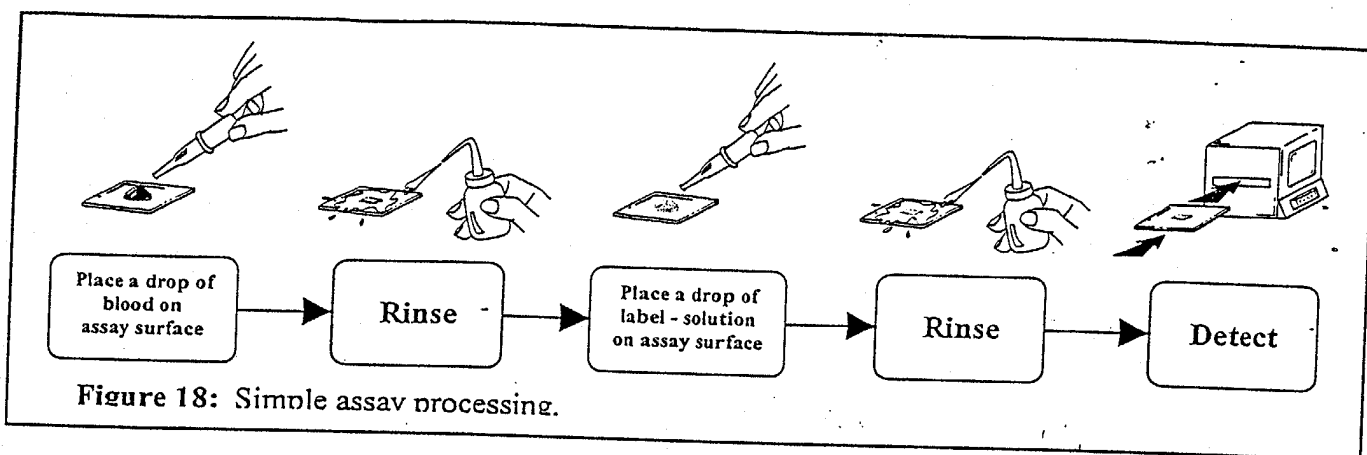 Place a drop of
blood on
assay surface
Rinse
Place a drop of
label - solution
on assay surface
Rinse
Detect
Figure 18: Simple assay processing.